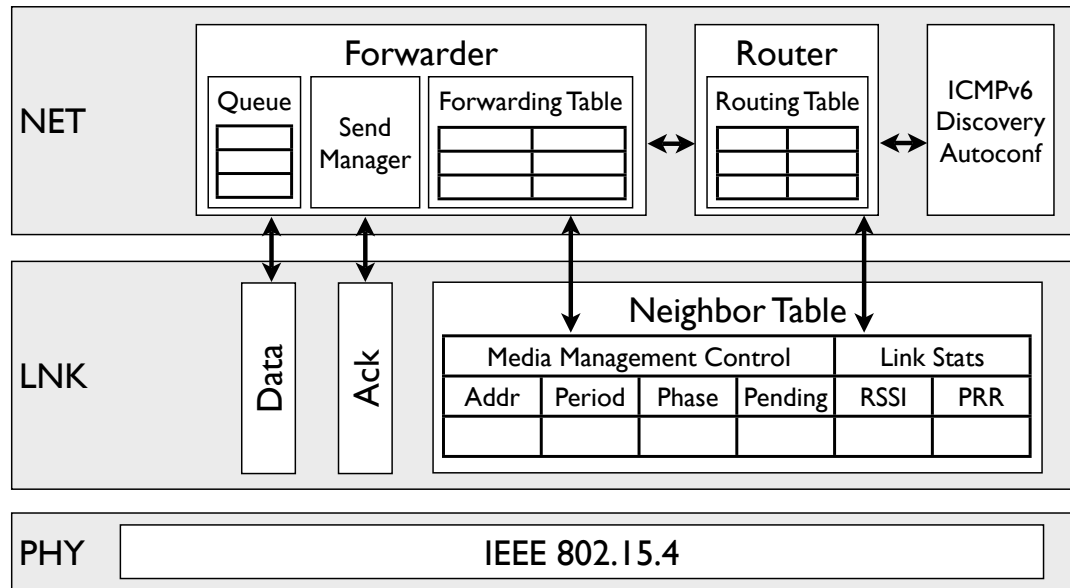 NET
Forwarder
Queue
Send
Manager
Forwarding Table
Router
Routing Table
ICMPv6
Discovery
Autoconf
LNK
Data
Ack
Neighbor Table
Media Management Control
Link Stats
Addr
Period
Phase
Pending
RSSI
PRR
PHY
IEEE 802.15.4